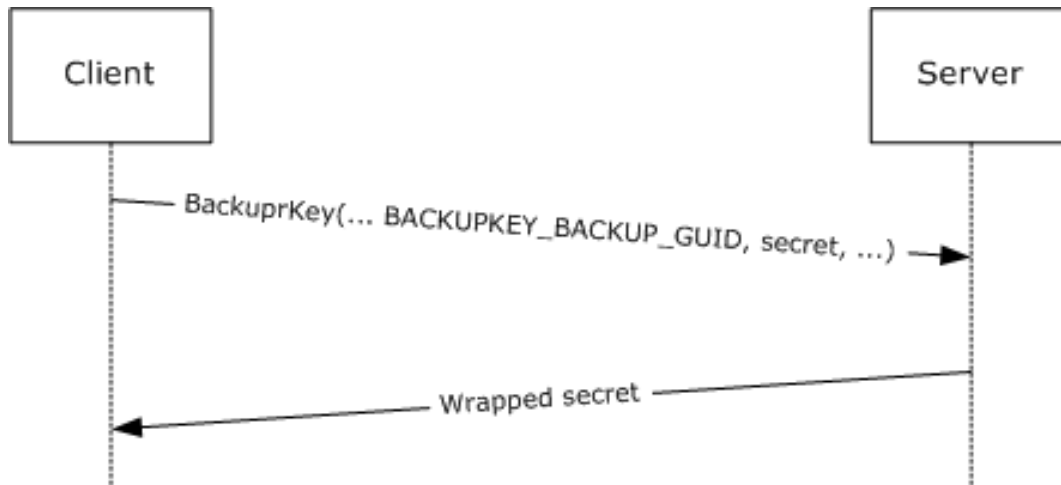 Client
Server
BackuprKey(... BACKUPKEY_BACKUP_GUID, secret, ...)
Wrapped secret